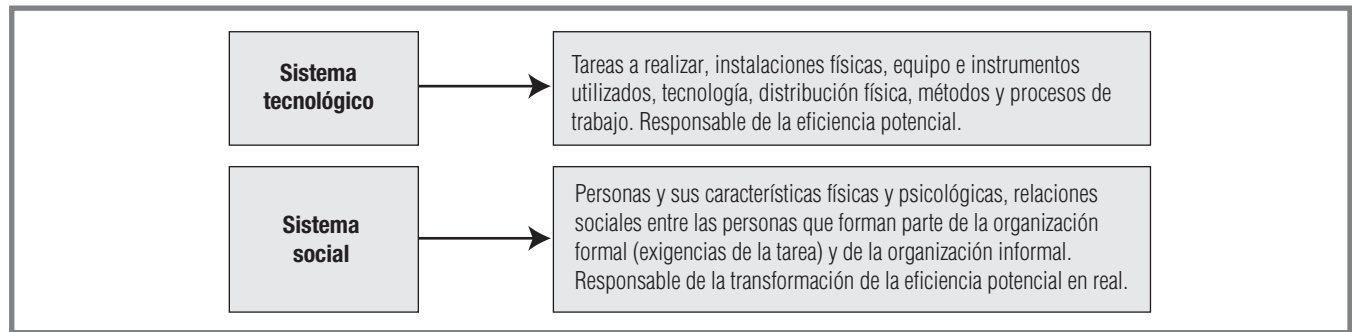 Sistema
tecnológico
Tareas a realizar, instalaciones físicas, equipo e instrumentos
utilizados, tecnología, distribución física, métodos y procesos de
trabajo. Responsable de la eficiencia potencial.
Sistema
social
Personas y sus características físicas y psicológicas, relaciones
sociales entre las personas que forman parte de la organización
formal (exigencias de la tarea) y de la organización informal.
Responsable de la transformación de la eficiencia potencial en real.